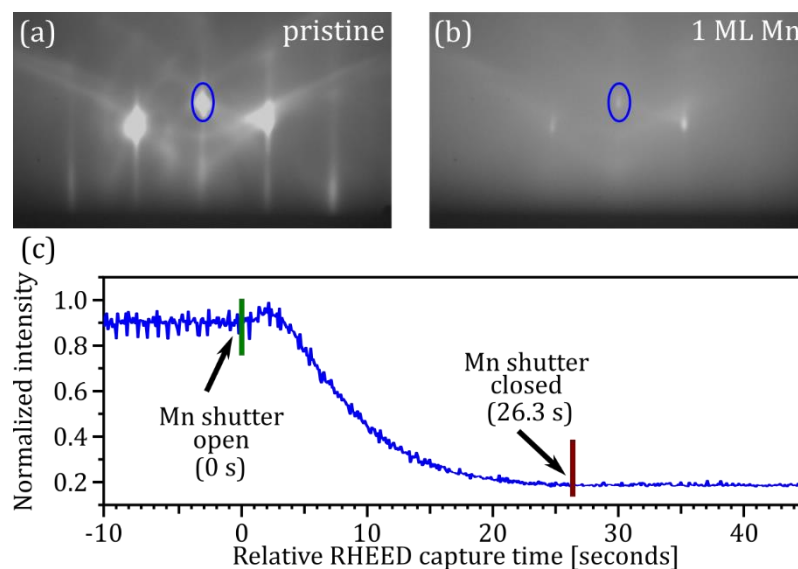 (a) pristine
(b) 1 ML Mn
(c)
Normalized intensity
1.0
0.8
0.6
0.4
0.2
Mn shutter
open
(0 s)
Mn shutter
closed
(26.3 s)
-10 0 10 20 30 40
Relative RHEED capture time [seconds]